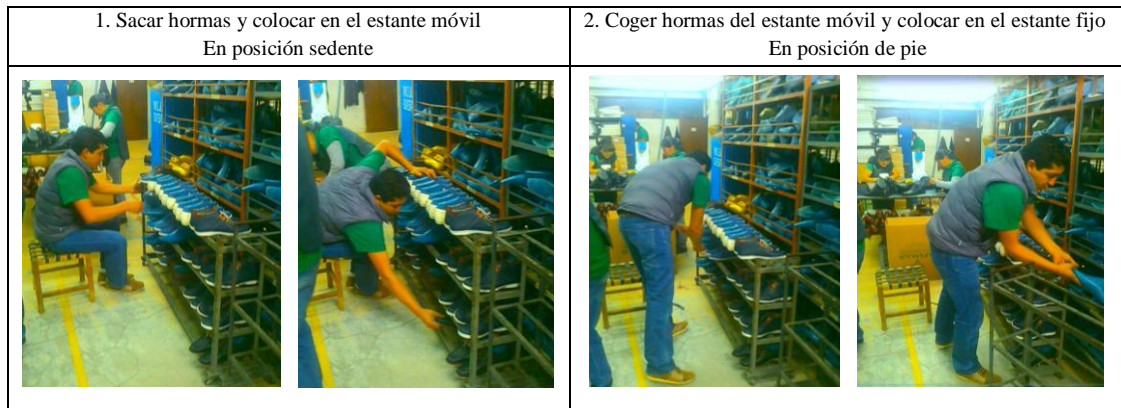 1. Sacar hormas y colocar en el estante móvil
En posición sedente
2. Coger hormas del estante móvil y colocar en el estante fijo
En posición de pie